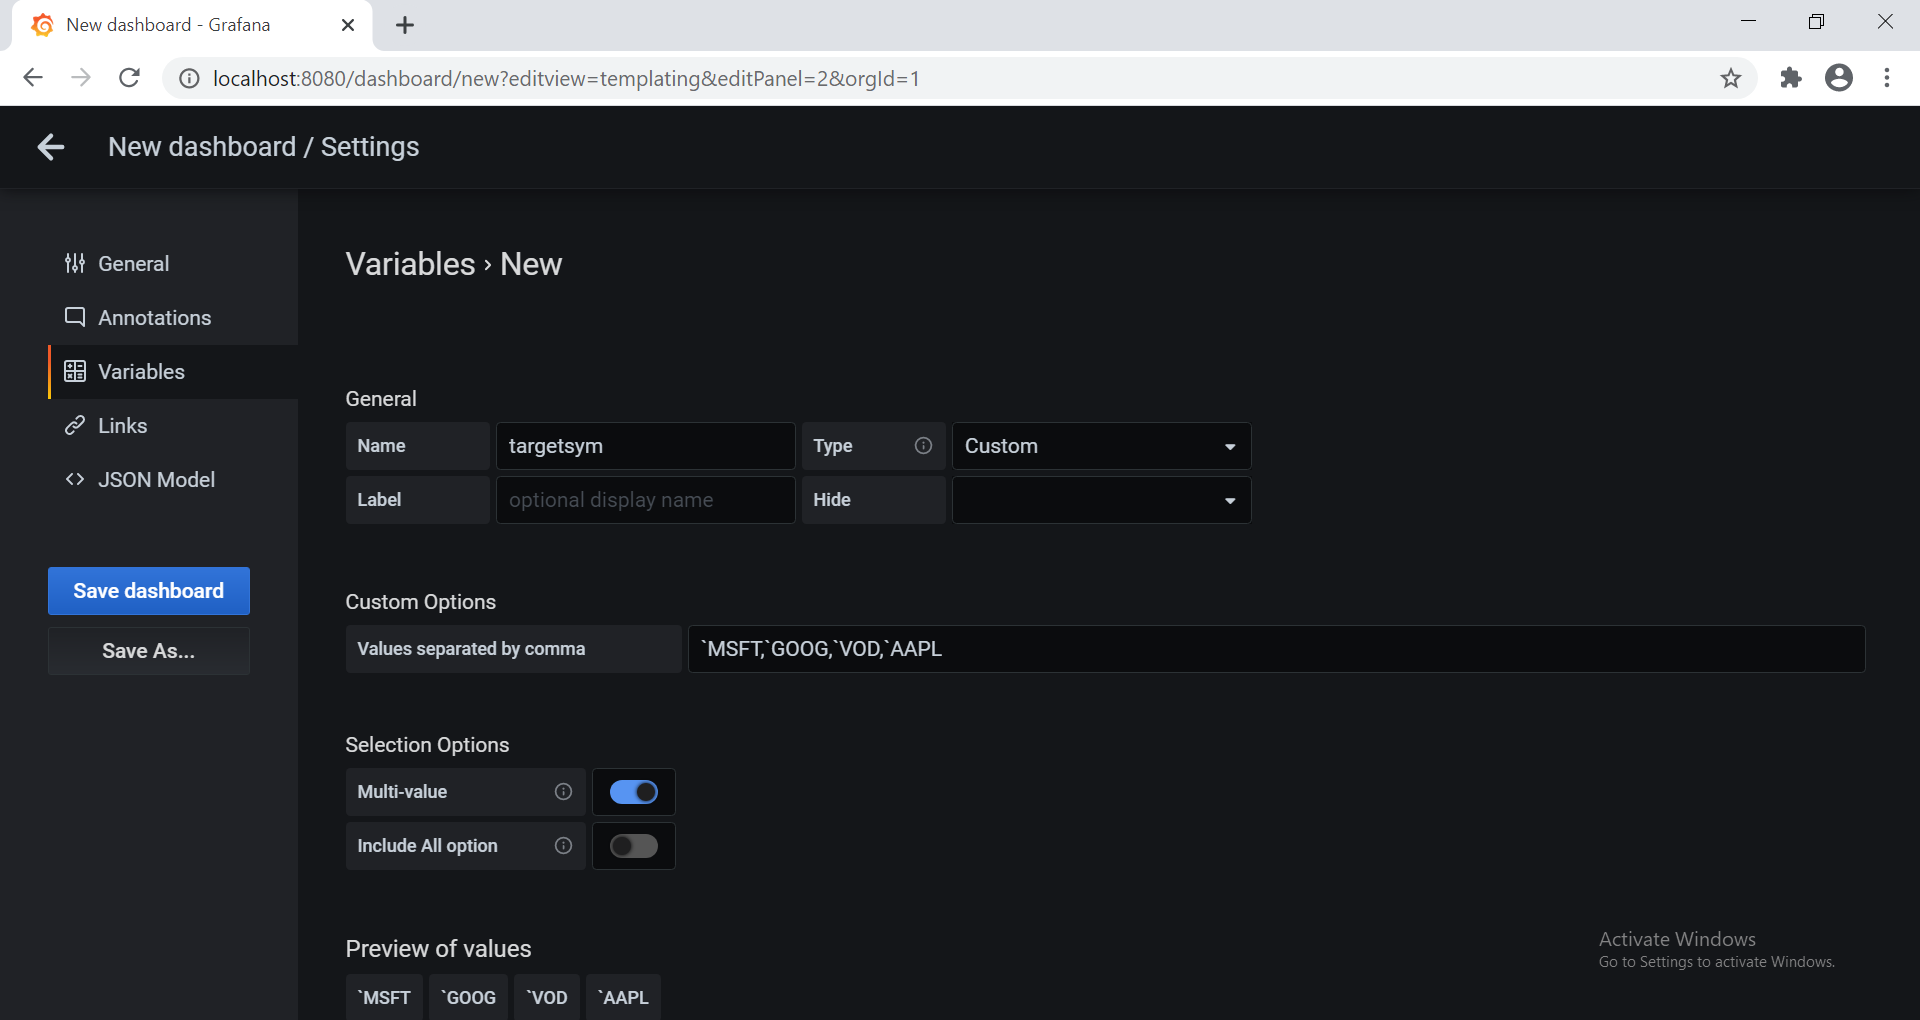 New dashboard - Grafana
localhost:8080/dashboard/new?editview=templating&editPanel=2&orgId=1
New dashboard / Settings
General
Annotations
Variables
Links
JSON Model
Save dashboard
Save As...
Variables › New
General
Name targetsym Type Custom
Label optional display name Hide
Custom Options
Values separated by comma `MSFT,`GOOG,`VOD,`AAPL
Selection Options
Multi-value
Include All option
Preview of values
`MSFT `GOOG `VOD `AAPL
Activate Windows
Go to Settings to activate Windows.